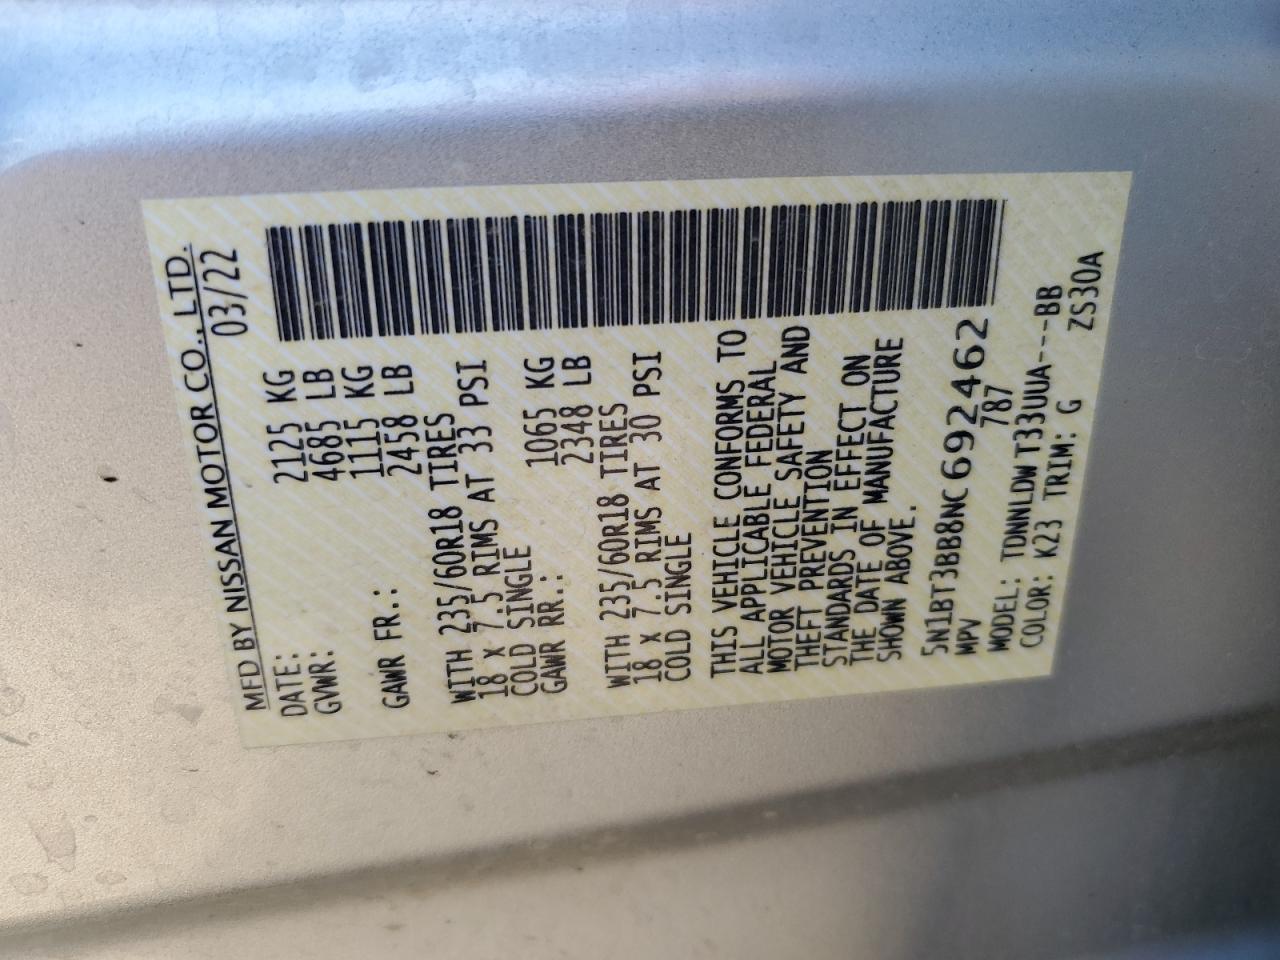 MFD BY NISSAN MOTOR CO., LTD.
DATE: 03/22
GVWR: 2125 KG
4685 LB
GAWR FR.: 1115 KG
2458 LB
WITH 235/60R18 TIRES
18 X 7.5 RIMS AT 33 PSI
COLD SINGLE
GAWR RR.: 1065 KG
2348 LB
WITH 235/60R18 TIRES
18 X 7.5 RIMS AT 30 PSI
COLD SINGLE
THIS VEHICLE CONFORMS TO
ALL APPLICABLE FEDERAL
MOTOR VEHICLE SAFETY AND
THEFT PREVENTION
STANDARDS IN EFFECT ON
THE DATE OF MANUFACTURE
SHOWN ABOVE.
5N1BT3BB8NC692462
MPV 787
MODEL: TDNNLDWT33UUA---BB
COLOR: K23 TRIM: G ZS30A